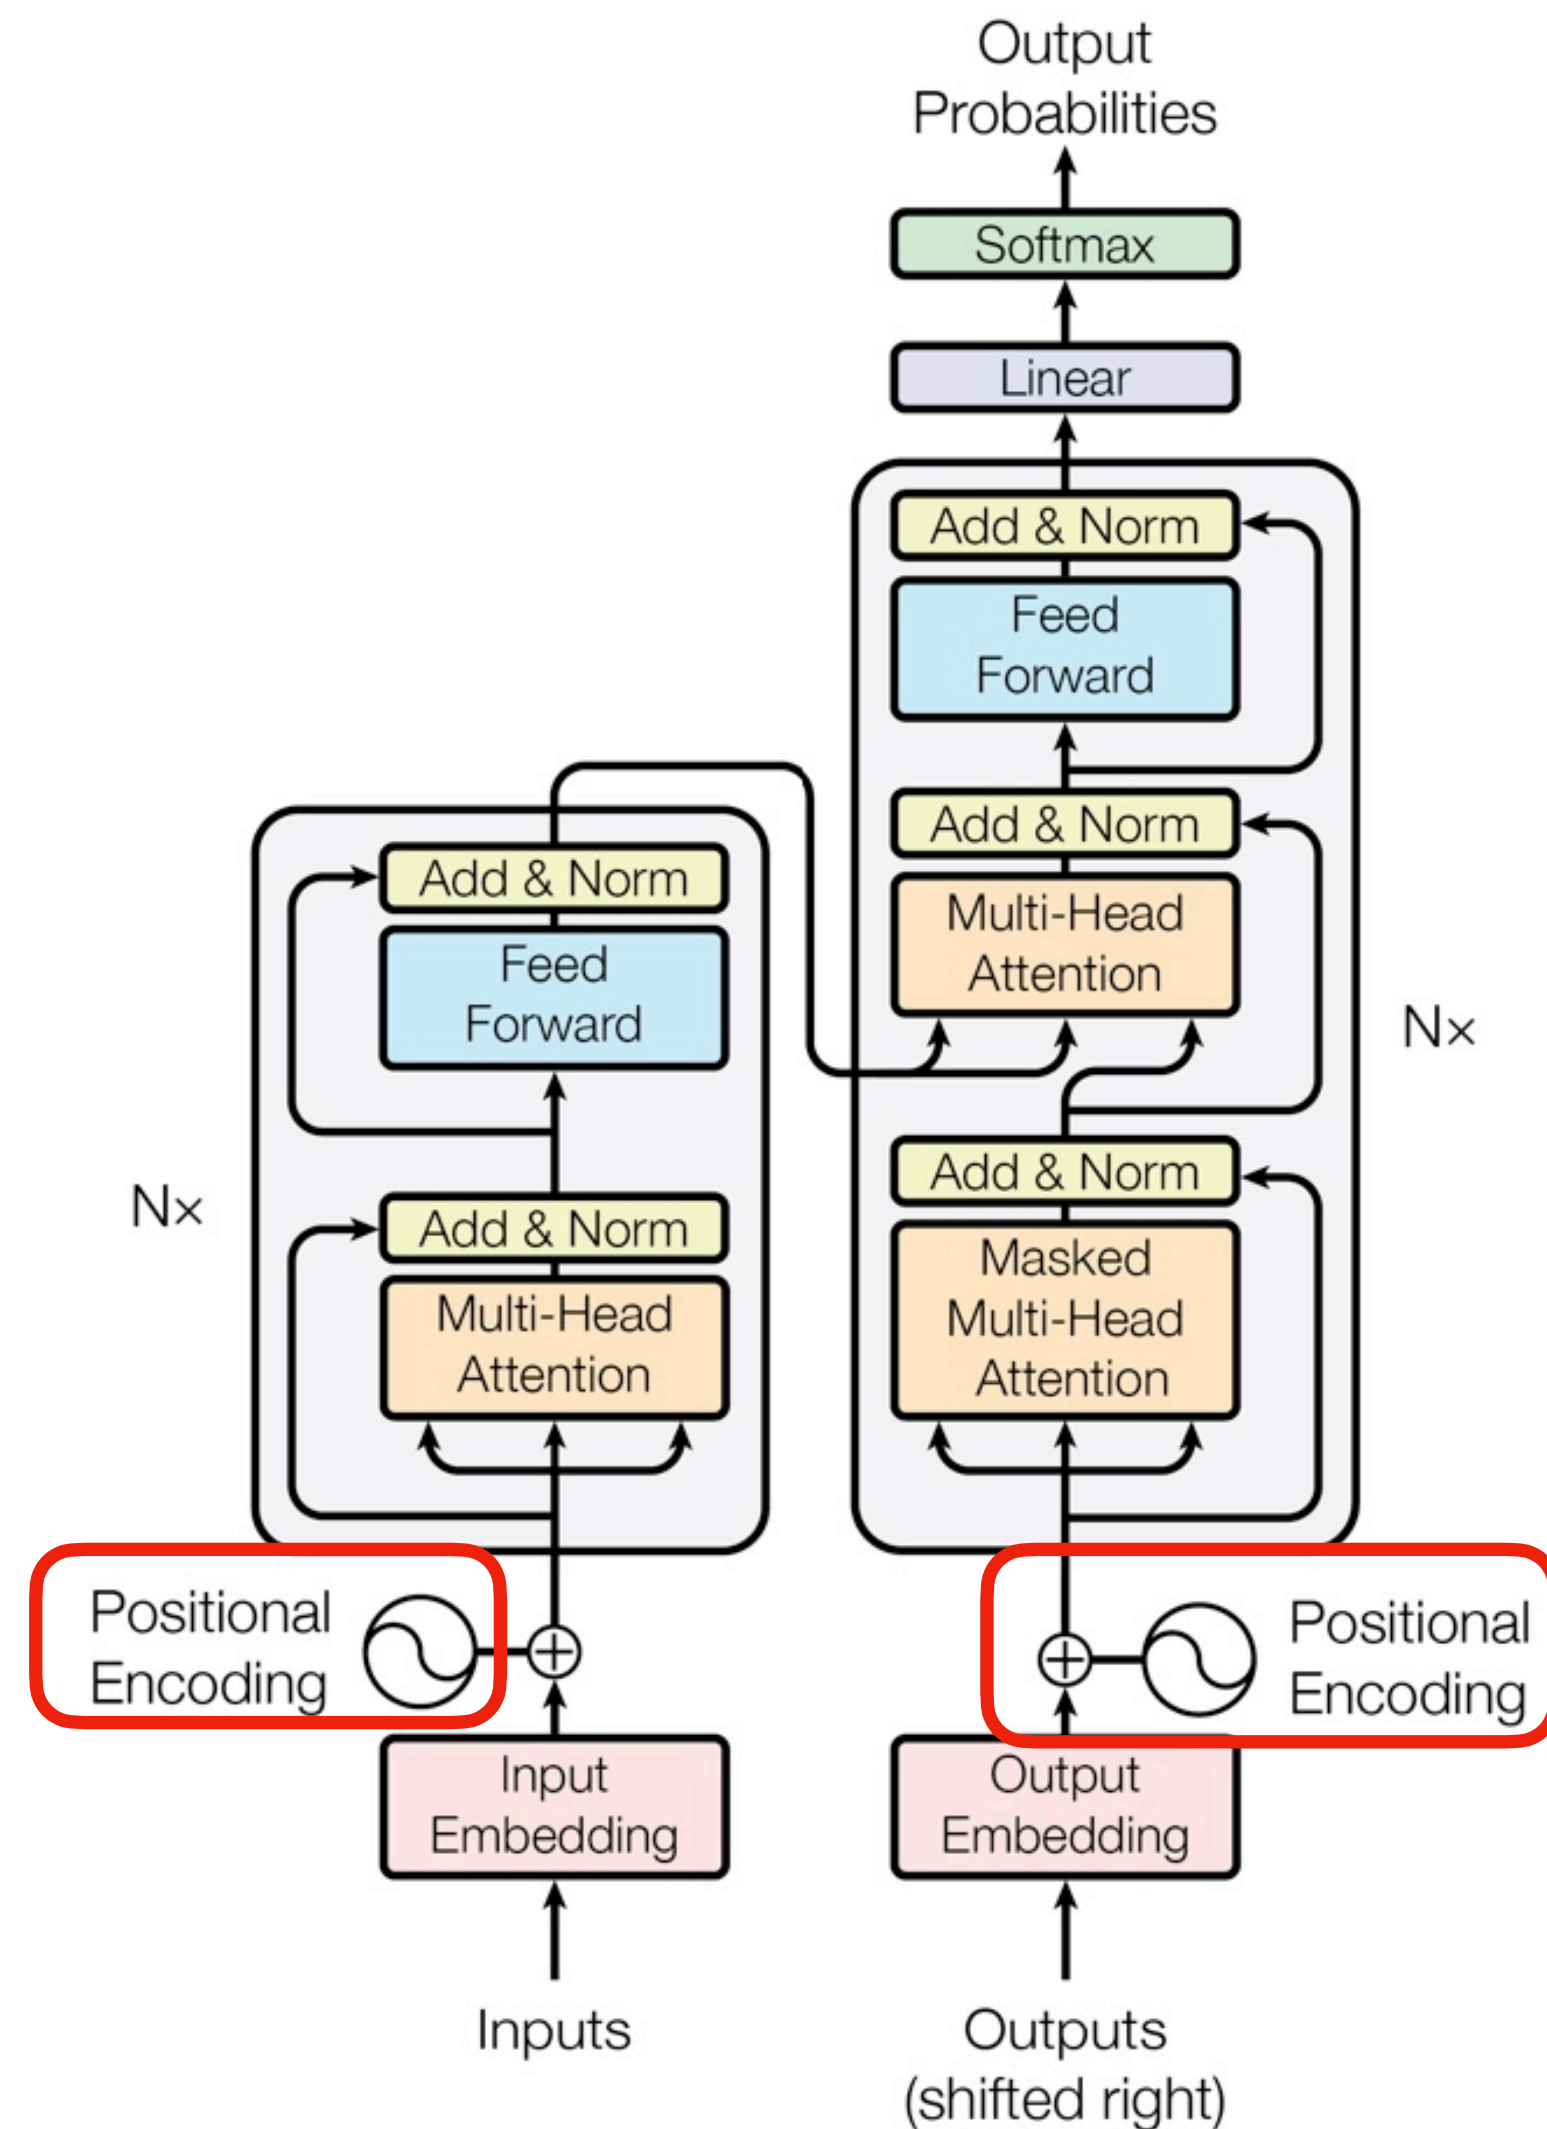 Output
Probabilities
Softmax
Linear
Add & Norm
Feed
Forward
Add & Norm
Multi-Head
Attention
Add & Norm
Masked
Multi-Head
Attention
N×
Add & Norm
Feed
Forward
Add & Norm
Multi-Head
Attention
N×
Positional
Encoding
Positional
Encoding
Input
Embedding
Output
Embedding
Inputs
Outputs
(shifted right)